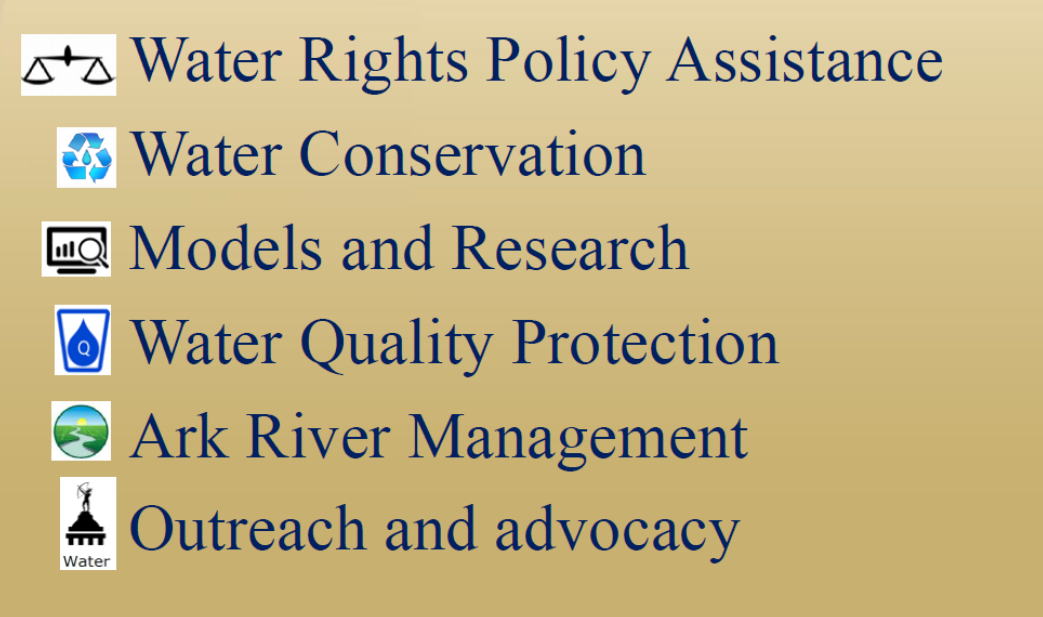 Water Rights Policy Assistance
Water Conservation
Models and Research
Q
Water Quality Protection
Ark River Management
Water
Outreach and advocacy